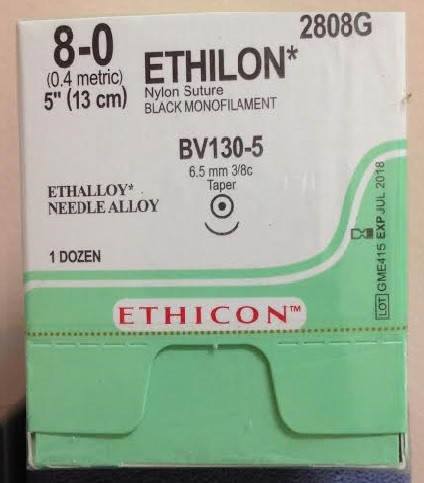 2808G
8-0
(0.4 metric)
5" (13 cm)
ETHILON*
Nylon Suture
BLACK MONOFILAMENT
BV130-5
6.5 mm 3/8c
Taper
ETHALLOY*
NEEDLE ALLOY
1 DOZEN
LOT GME415 EXP JUL 2018
ETHICON™